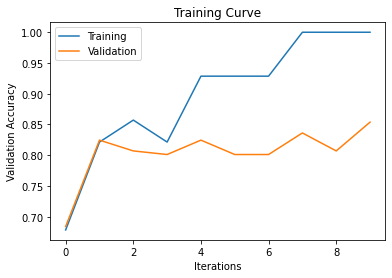 Training Curve
Training
Validation
Validation Accuracy
1.00
0.95
0.90
0.85
0.80
0.75
0.70
0 2 4 6 8
Iterations